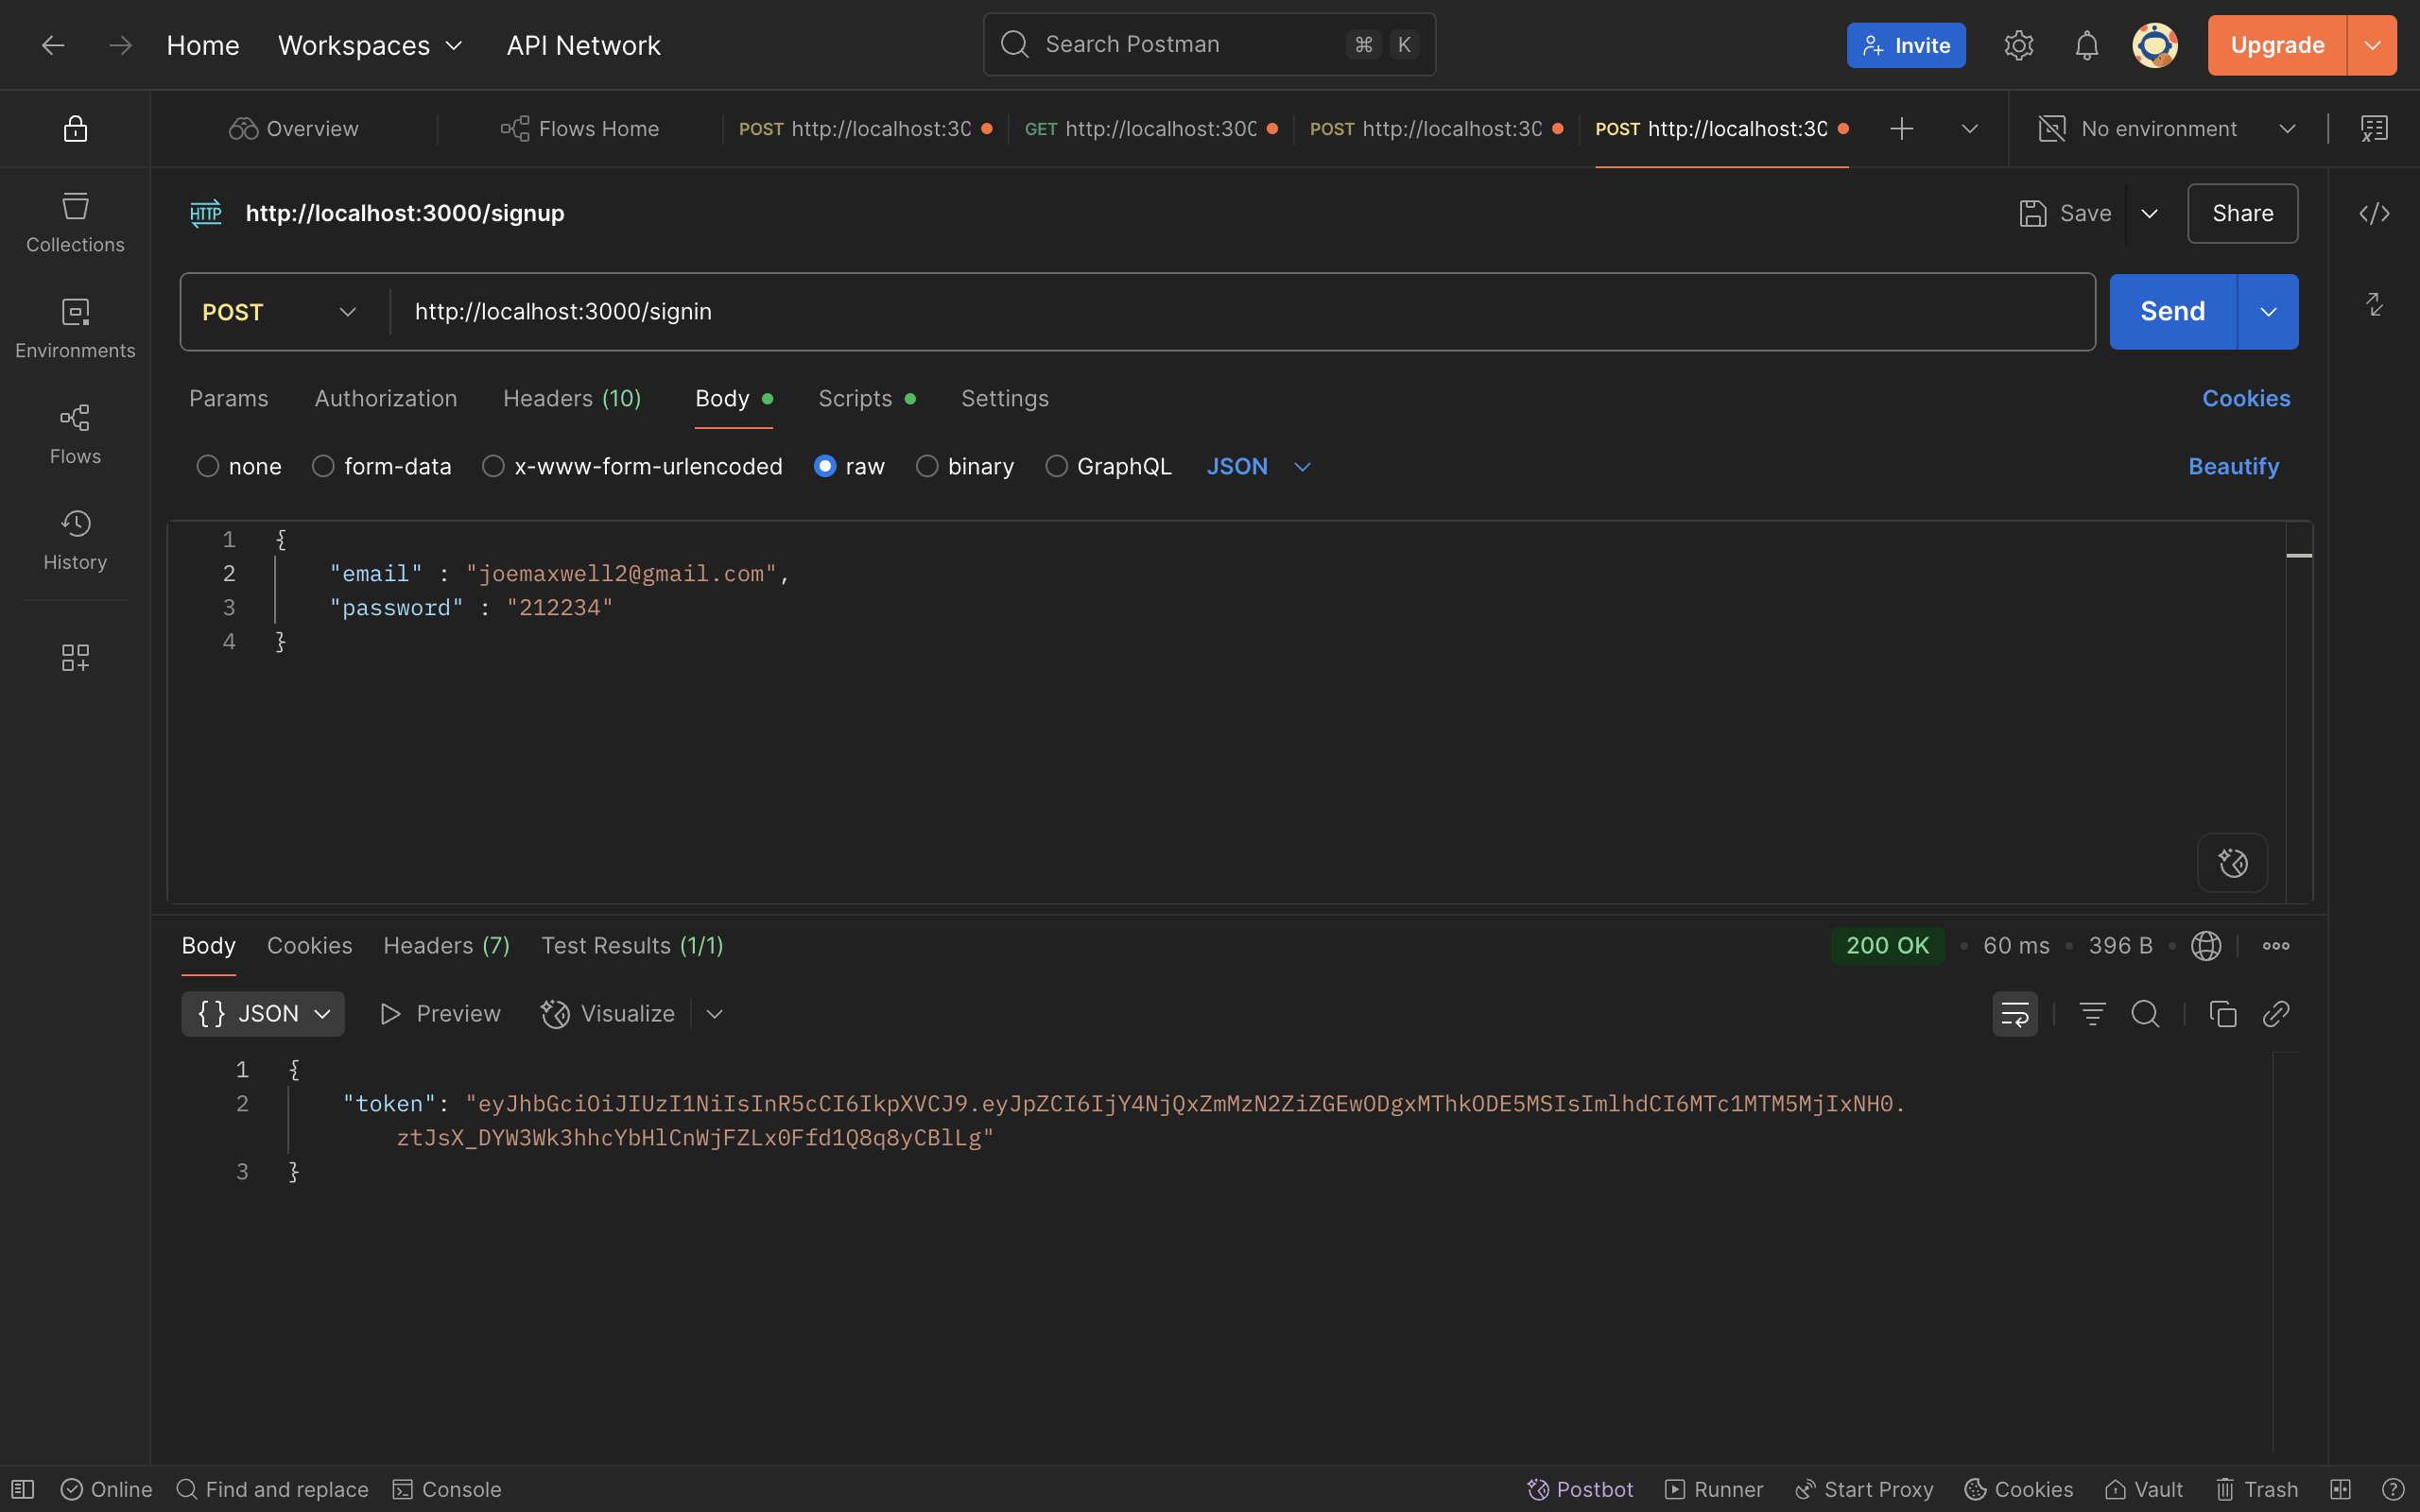 Home Workspaces API Network Search Postman ⌘ K Invite Upgrade
Overview Flows Home POST http://localhost:30 GET http://localhost:300 POST http://localhost:30 POST http://localhost:30 No environment
HTTP http://localhost:3000/signup Save Share
Collections
POST http://localhost:3000/signin Send
Environments
Params Authorization Headers (10) Body Scripts Settings Cookies
Flows
none form-data x-www-form-urlencoded raw binary GraphQL JSON Beautify
History
1 {
2 "email" : "joemaxwell2@gmail.com",
3 "password" : "212234"
4 }
Body Cookies Headers (7) Test Results (1/1) 200 OK • 60 ms • 396 B
{ } JSON Preview Visualize
1 {
2 "token": "eyJhbGciOiJIUzI1NiIsInR5cCI6IkpXVCJ9.eyJpZCI6IjY4NjQxZmMzN2ZiZGEwODgxMThkODE5MSIsImlhdCI6MTc1MTM5MjIxNH0.
ztJsX_DYW3Wk3hhcYbHlCnWjFZLx0Ffd1Q8q8yCBlLg"
3 }
Online Find and replace Console Postbot Runner Start Proxy Cookies Vault Trash